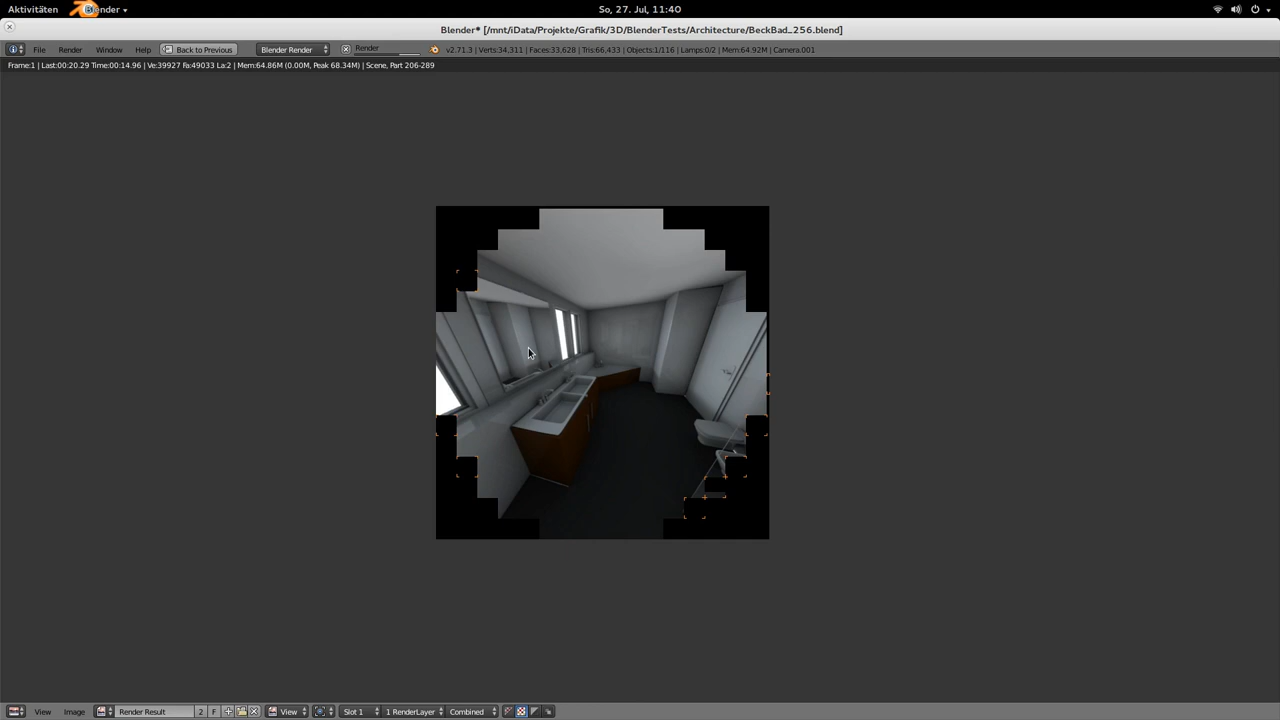 Aktivitäten Blender So, 27. Jul, 11:40
Blender* [/mnt/iData/Projekte/Grafik/3D/BlenderTests/Architecture/BeckBad_256.blend]
File Render Window Help Back to Previous Blender Render Render v2.71.3 | Verts:34,311 | Faces:33,628 | Tris:66,433 | Objects:1/116 | Lamps:0/2 | Mem:64.92M | Camera.001
Frame:1 | Last:00:20.29 Time:00:14.96 | Ve:39927 Fa:49033 La:2 | Mem:64.86M (0.00M, Peak 68.34M) | Scene, Part 206-289
View Image Render Result 2 F View Slot 1 1 RenderLayer Combined